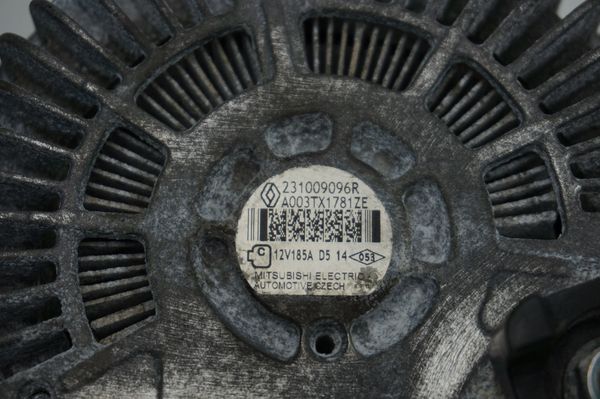 231009096R
A003TX1781ZE
C 12V185A D5 14 053
MITSUBISHI ELECTRIC
AUTOMOTIVE CZECH